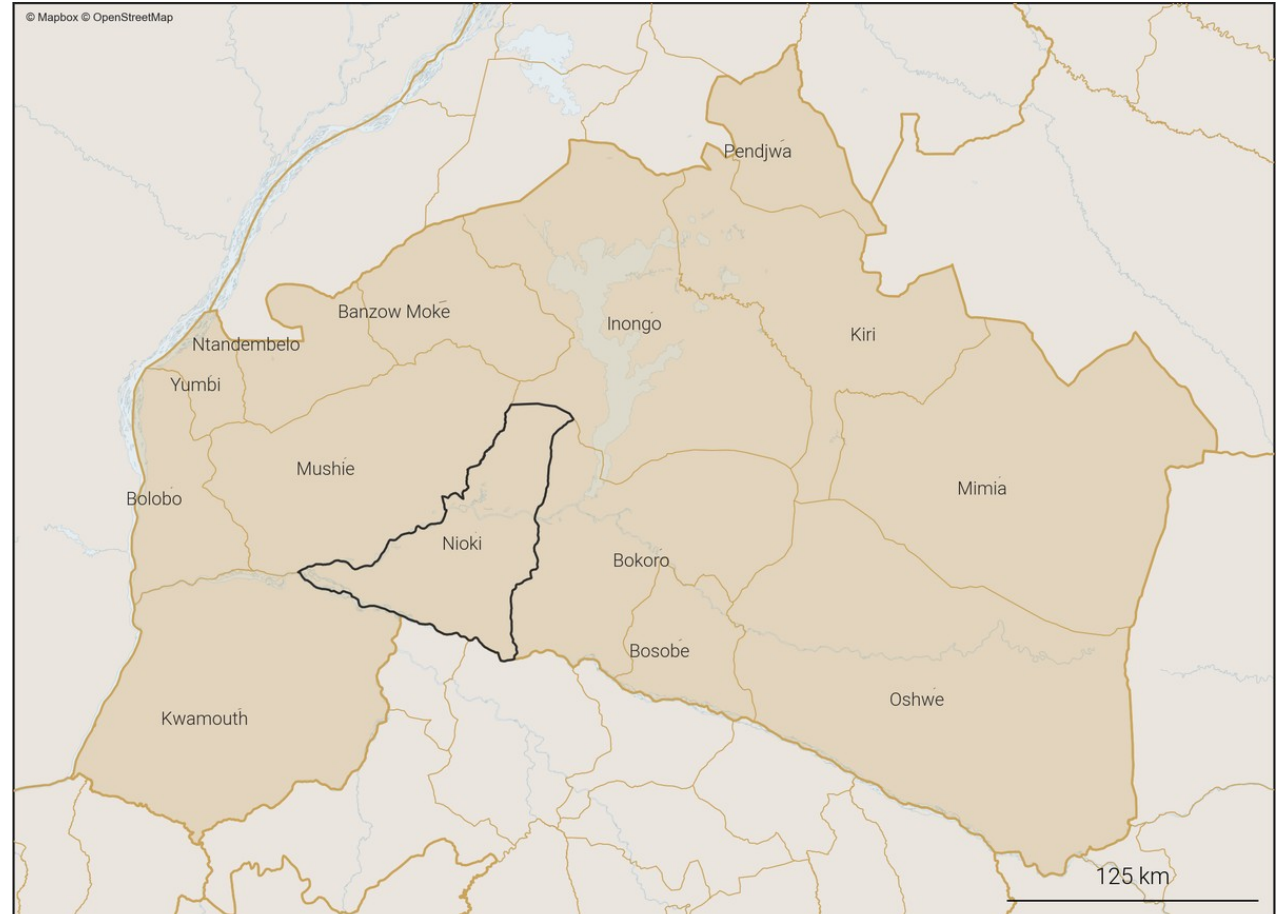 © Mapbox © OpenStreetMap
Pendjwa
Banzow Moke
Inongo
Kiri
Ntandembelo
Yumbi
Mushie
Mimia
Bolobo
Nioki
Bokoro
Bosobe
Oshwe
Kwamouth
125 km